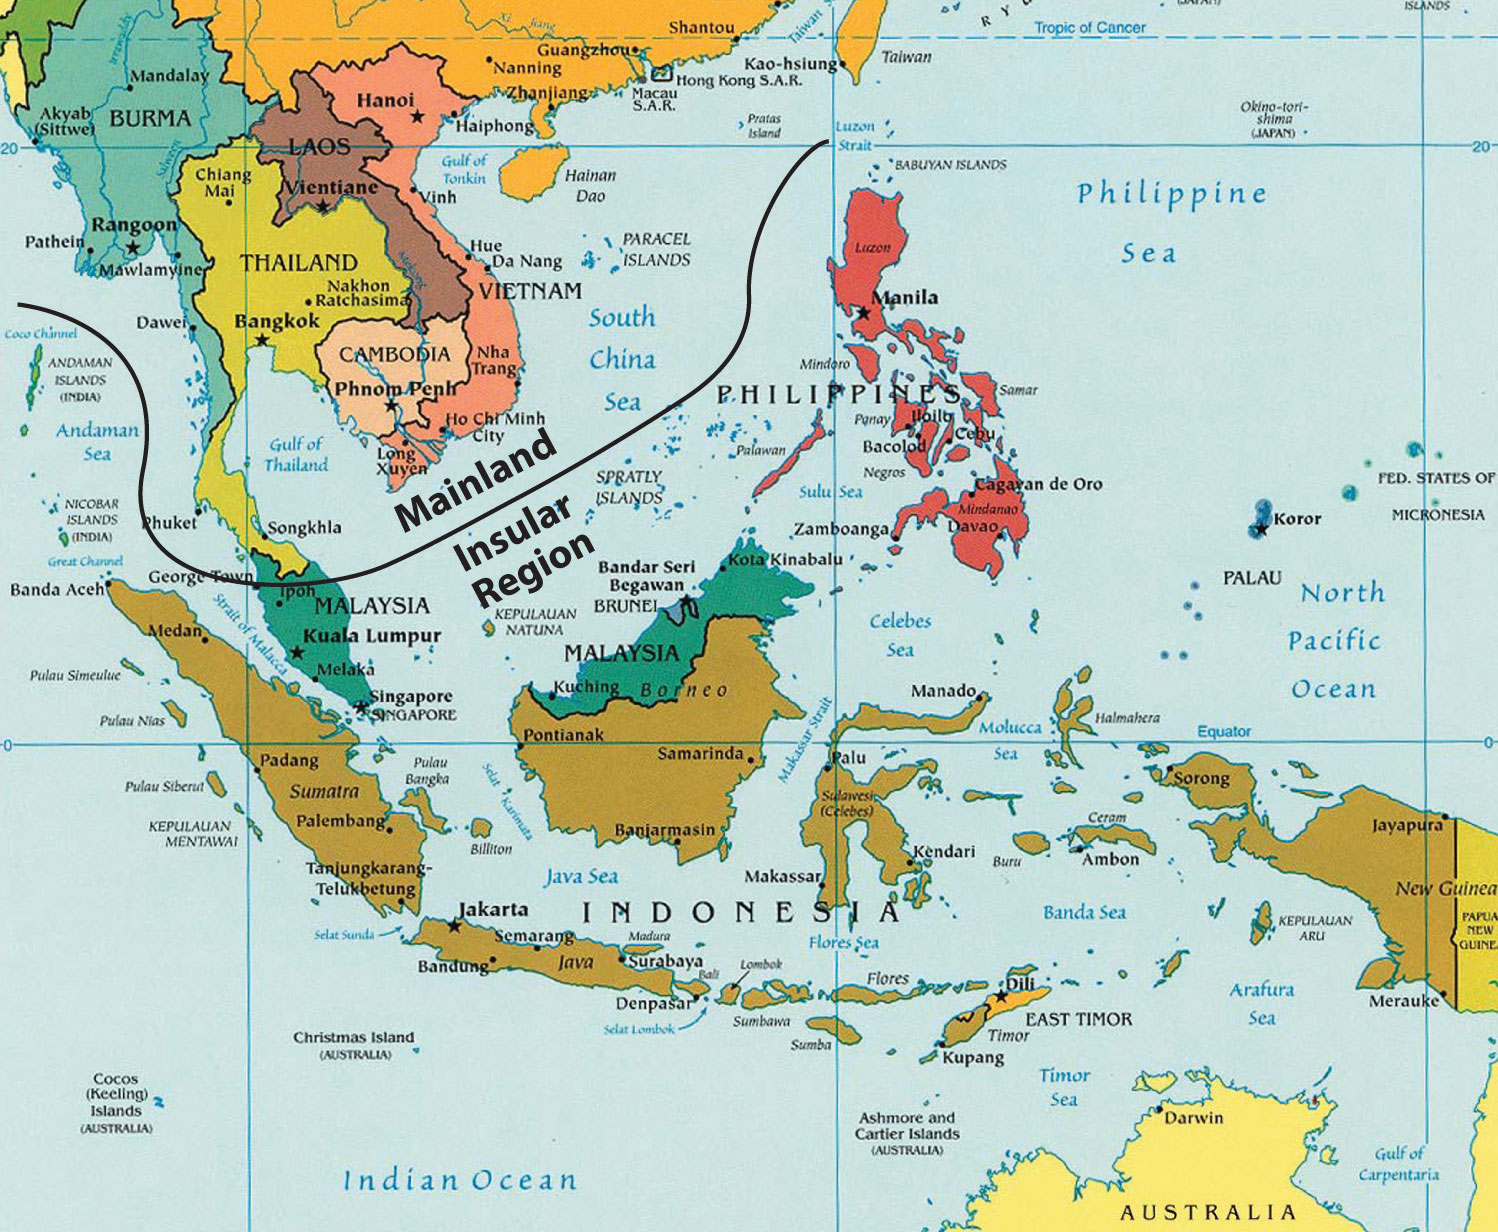 Shantou
Taiwan
Xi
Jiang
R Y
(JAPAN)
ISLANDS
Tropic of Cancer
Guangzhou
Nanning
Kao-hsiung
Taiwan
Mandalay
Irrawaddy
Hong Kong S.A.R.
Zhanjiang
Macau
S.A.R.
Hanoi
Haiphong
Akyab
(Sittwe)
BURMA
LAOS
Pratas
Island
Luzon
Strait
Okino-tori-
shima
(JAPAN)
20
20
BABUYAN ISLANDS
Salween
Chiang
Mai
Vientiane
Gulf of
Tonkin
Vinh
Hainan
Dao
Philippine
Sea
Rangoon
Pathein
Mawlamyine
THAILAND
Hue
Da Nang
PARACEL
ISLANDS
Luzon
Nakhon
Ratchasima
Mekong
VIETNAM
Manila
Dawei
Bangkok
South
China
Sea
Coco Channel
ANDAMAN
ISLANDS
(INDIA)
CAMBODIA
Nha
Trang
Phnom Penh
Mindoro
PHILIPPINES
Samar
Andaman
Sea
Gulf of
Thailand
Ho Chi Minh
City
Long
Xuyen
Panay
Iloilo
Cebu
Bacolod
Palawan
Negros
Mainland
Insular
Region
SPRATLY
ISLANDS
Sulu Sea
Cagayan de Oro
Mindanao
Davao
Zamboanga
FED. STATES OF
MICRONESIA
Koror
PALAU
NICOBAR
ISLANDS
(INDIA)
Phuket
Songkhla
Great Channel
Banda Aceh
George Town
Ipoh
MALAYSIA
Kuala Lumpur
Strait of Malacca
Medan
Melaka
KEPULAUAN
NATUNA
Bandar Seri
Begawan
BRUNEI
Kota Kinabalu
MALAYSIA
Celebes
Sea
North
Pacific
Ocean
Pulau Simeulue
Singapore
SINGAPORE
Kuching
Borneo
Manado
Pulau Nias
Makassar Strait
Molucca
Sea
Halmahera
Equator
0
0
Pontianak
Samarinda
Palu
Padang
Pulau
Bangka
Selat Karimata
Pulau Siberut
Sumatra
Sulawesi
(Celebes)
Sorong
KEPULAUAN
MENTAWAI
Palembang
Billiton
Banjarmasin
Ceram
Jayapura
Kendari
Buru
Ambon
Tanjungkarang-
Telukbetung
Java Sea
Makassar
New Guinea
Jakarta
INDONESIA
Banda Sea
KEPULAUAN
ARU
PAPUA
NEW
GUINE
Selat Sunda
Semarang
Madura
Flores Sea
Bandung
Java
Surabaya
Bali
Lombok
Flores
Dili
Arafura
Sea
Merauke
Denpasar
Selat Lombok
Sumbawa
Sumba
EAST TIMOR
Timor
Kupang
Christmas Island
(AUSTRALIA)
Timor
Sea
Cocos
(Keeling)
Islands
(AUSTRALIA)
Ashmore and
Cartier Islands
(AUSTRALIA)
Darwin
Gulf of
Carpentaria
Indian Ocean
AUSTRALIA